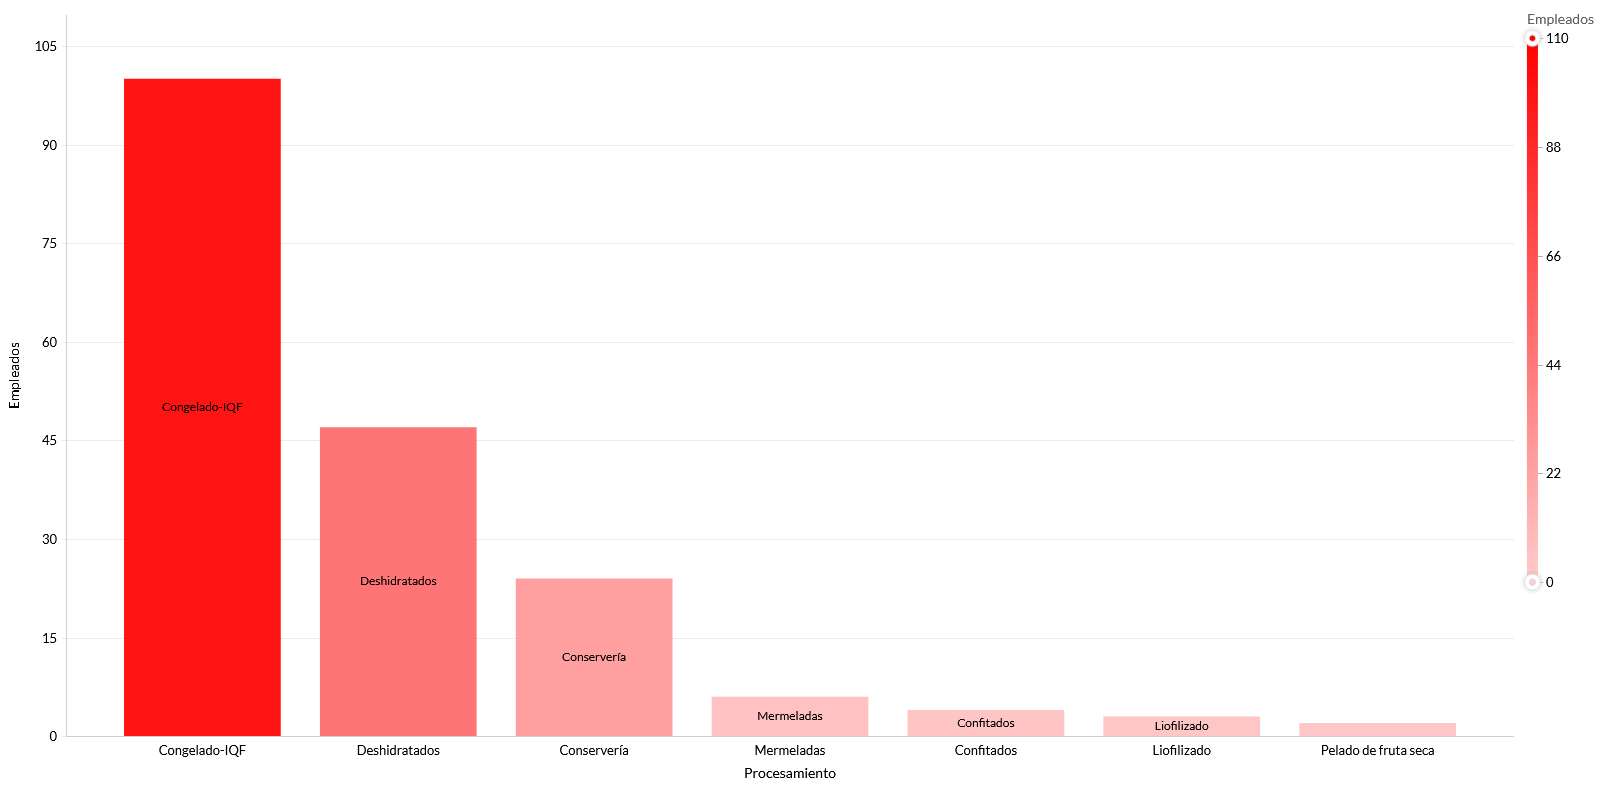 Empleados
110
88
66
44
22
0
105
90
75
60
45
30
15
0
Empleados
Congelado-IQF
Deshidratados
Conservería
Mermeladas
Confitados
Liofilizado
Congelado-IQF
Deshidratados
Conservería
Mermeladas
Confitados
Liofilizado
Pelado de fruta seca
Procesamiento